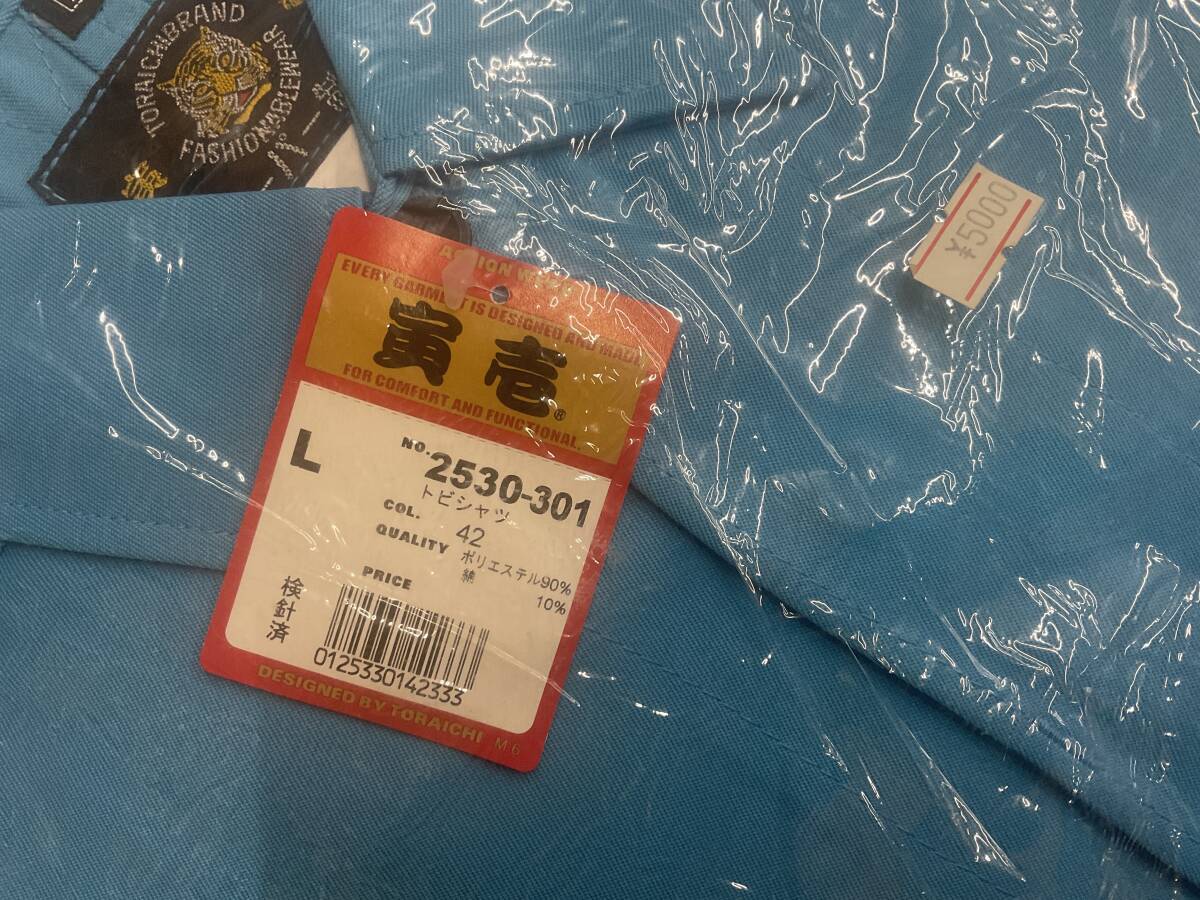 TORAICHIBRAND
FASHIONABLEWEAR
¥5000
EVERY GARMENT IS DESIGNED AND MADE
寅壱®
FOR COMFORT AND FUNCTIONAL.
L
NO. 2530-301
トビシャツ
COL. 42
QUALITY ポリエステル90%
綿 10%
PRICE
検針済
0125330142333
DESIGNED BY TORAICHI M6